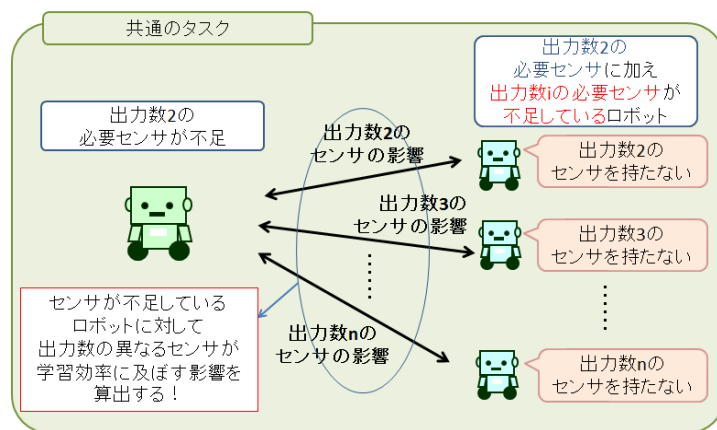 共通のタスク
出力数2の
必要センサが不足
出力数2の
必要センサに加え
出力数iの必要センサが
不足しているロボット
出力数2の
センサの影響
出力数3の
センサの影響
出力数nの
センサの影響
出力数2の
センサを持たない
出力数3の
センサを持たない
出力数nの
センサを持たない
センサが不足している
ロボットに対して
出力数の異なるセンサが
学習効率に及ぼす影響を
算出する！